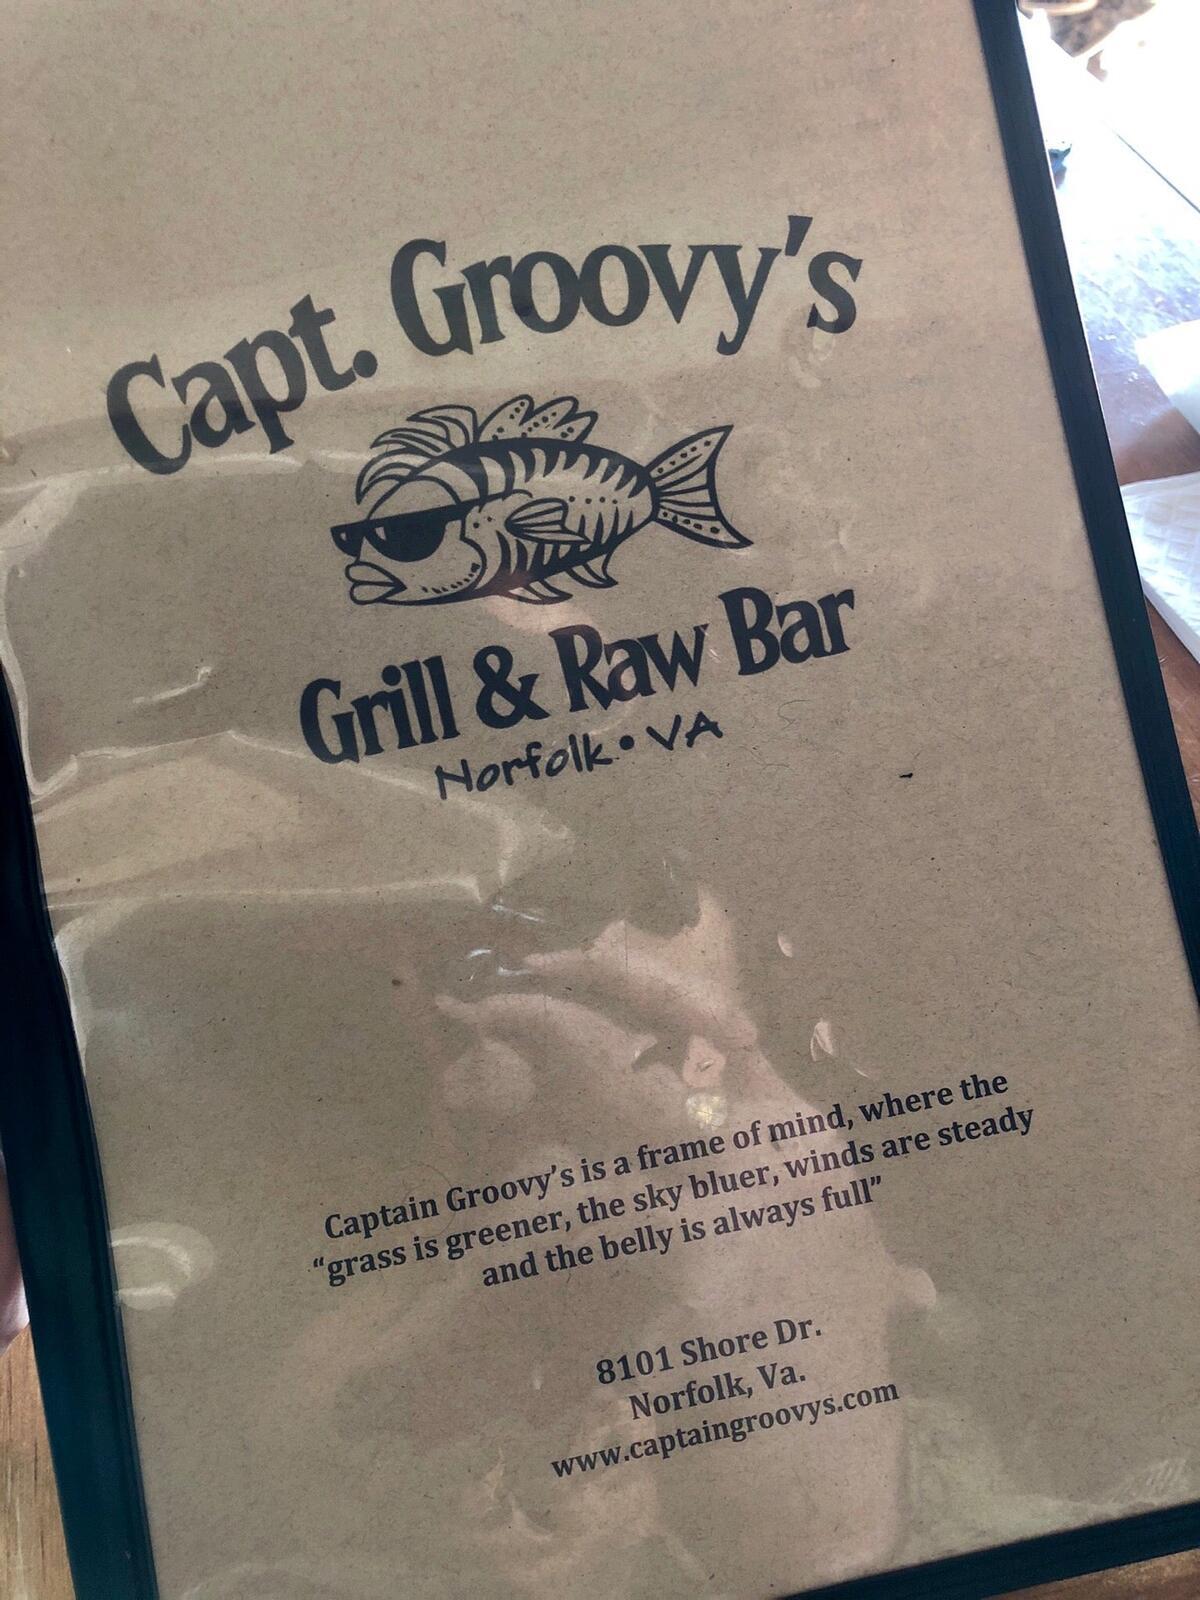 Capt. Groovy's
Grill & Raw Bar
Norfolk • VA
Captain Groovy's is a frame of mind, where the
“grass is greener, the sky bluer, winds are steady
and the belly is always full”
8101 Shore Dr.
Norfolk, Va.
www.captaingroovys.com